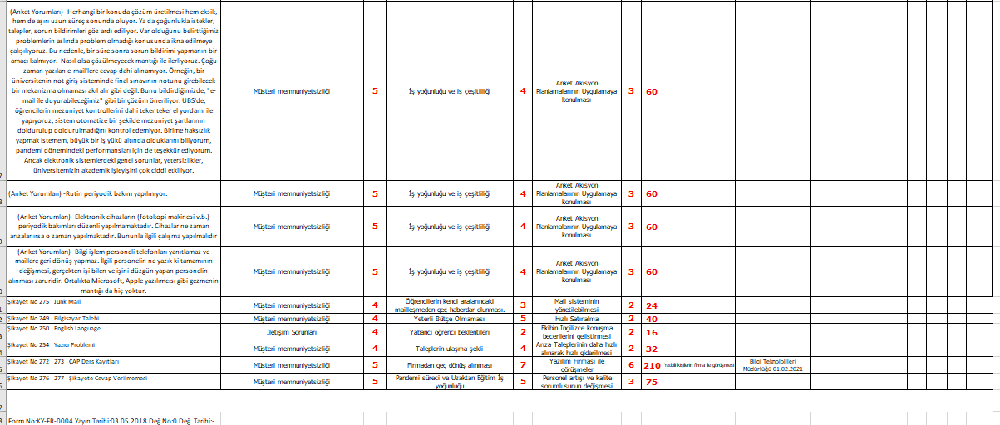 (Anket Yorumları) -Herhangi bir konuda çözüm üretilmesi hem eksik,
hem de aşırı uzun süreç sonunda oluyor. Ya da çoğunlukla istekler,
talepler, sorun bildirimleri göz ardı ediliyor. Var olduğunu belirttiğimiz
problemlerin aslında problem olmadığı konusunda ikna edilmeye
çalışılıyoruz. Bu nedenle, bir süre sonra sorun bildirimi yapmanın bir
amacı kalmıyor. Nasıl olsa çözülmeyecek mantığı ile ilerliyoruz. Çoğu
zaman yazılan e-mail'lere cevap dahi alınamıyor. Örneğin, bir
üniversitenin not giriş sisteminde final sınavının notunu girebilecek
bir mekanizma olmaması akıl alır gibi değil. Bunu bildirdiğimizde, "e-
mail ile duyurabileceğimiz" gibi bir çözüm öneriliyor. UBS'de,
öğrencilerin mezuniyet kontrollerini dahi teker teker el yordamı ile
yapıyoruz, sistem otomatize bir şekilde mezuniyet şartlarının
doldurulup doldurulmadığını kontrol edemiyor. Birime haksızlık
yapmak istemem, büyük bir iş yükü altında olduklarını biliyorum,
pandemi dönemindeki performansları için de teşekkür ediyorum.
Ancak elektronik sistemlerdeki genel sorunlar, yetersizlikler,
üniversitemizin akademik işleyişini çok ciddi etkiliyor.
Müşteri memnuniyetsizliği
5
İş yoğunluğu ve iş çeşitliliği
4
Anket Akisyon
Planlamalarının Uygulamaya
konulması
3
60
(Anket Yorumları) -Rutin periyodik bakım yapılmıyor.
Müşteri memnuniyetsizliği
5
İş yoğunluğu ve iş çeşitliliği
4
Anket Akisyon
Planlamalarının Uygulamaya
konulması
3
60
(Anket Yorumları) -Elektronik cihazların (fotokopi makinesi v.b.)
periyodik bakımları düzenli yapılmamaktadır. Cihazlar ne zaman
arızalanırsa o zaman yapılmaktadır. Bununla ilgili çalışma yapılmalıdır
Müşteri memnuniyetsizliği
5
İş yoğunluğu ve iş çeşitliliği
4
Anket Akisyon
Planlamalarının Uygulamaya
konulması
3
60
(Anket Yorumları) -Bilgi işlem personeli telefonları yanıtlamaz ve
maillere geri dönüş yapmaz. İlgili personelin ne yazık ki tamamının
değişmesi, gerçekten işi bilen ve işini düzgün yapan personelin
alınması zaruridir. Ortalıkta Microsoft, Apple yazılımcısı gibi gezmenin
mantığı da hiç yoktur.
Müşteri memnuniyetsizliği
5
İş yoğunluğu ve iş çeşitliliği
4
Anket Akisyon
Planlamalarının Uygulamaya
konulması
3
60
Şikayet No 275 - Junk Mail
Müşteri memnuniyetsizliği
4
Öğrencilerin kendi aralarındaki
mailleşmeden geç haberdar olunması.
3
Mail sisteminin
yönetilebilmesi
2
24
Şikayet No 249 - Bilgisayar Talebi
Müşteri memnuniyetsizliği
4
Yeterli Bütçe Olmaması
5
Hızlı Satınalma
2
40
Şikayet No 250 - English Language
İletişim Sorunları
4
Yabancı öğrenci beklentileri
2
Ekibin İngilizce konuşma
becerilerini geliştirmesi
2
16
Şikayet No 254 - Yazıcı Problemi
Müşteri memnuniyetsizliği
4
Taleplerin ulaşma şekli
4
Arıza Taleplerinin daha hızlı
alınarak hızlı giderilmesi
2
32
Şikayet No 272 - 273 - ÇAP Ders Kayıtları
Müşteri memnuniyetsizliği
5
Firmadan geç dönüş alınması
7
Yazılım Firması ile
görüşmeler
6
210
Yetkili kişilerin firma ile görüşmesi
Bilgi Teknololileri
Müdürlüğü 01.02.2021
Şikayet No 276 - 277 - Şikayete Cevap Verilmemesi
Müşteri memnuniyetsizliği
5
Pandemi süreci ve Uzaktan Eğitim İş
yoğunluğu
5
Personel artışı ve kalite
sorumlusunun değişmesi
3
75
Form No:KY-FR-0004 Yayın Tarihi:03.05.2018 Değ.No:0 Değ. Tarihi:-